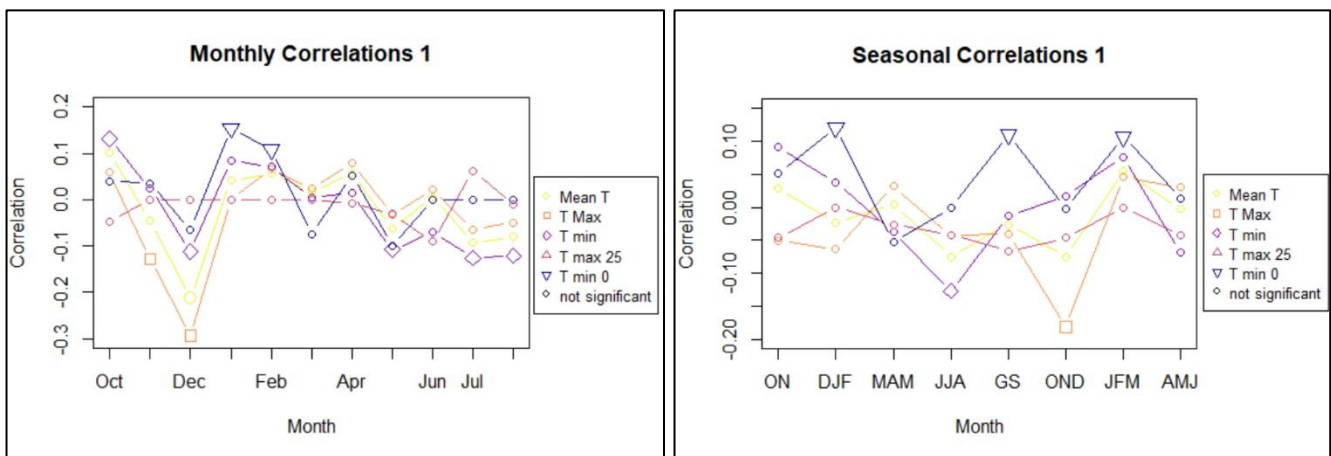 Monthly Correlations 1
Correlation
0.2
0.1
0.0
-0.1
-0.2
-0.3
Oct Dec Feb Apr Jun Jul
Month
Mean T
T Max
T min
T max 25
T min 0
not significant
Seasonal Correlations 1
Correlation
0.10
0.00
-0.10
-0.20
ON DJF MAM JJA GS OND JFM AMJ
Month
Mean T
T Max
T min
T max 25
T min 0
not significant